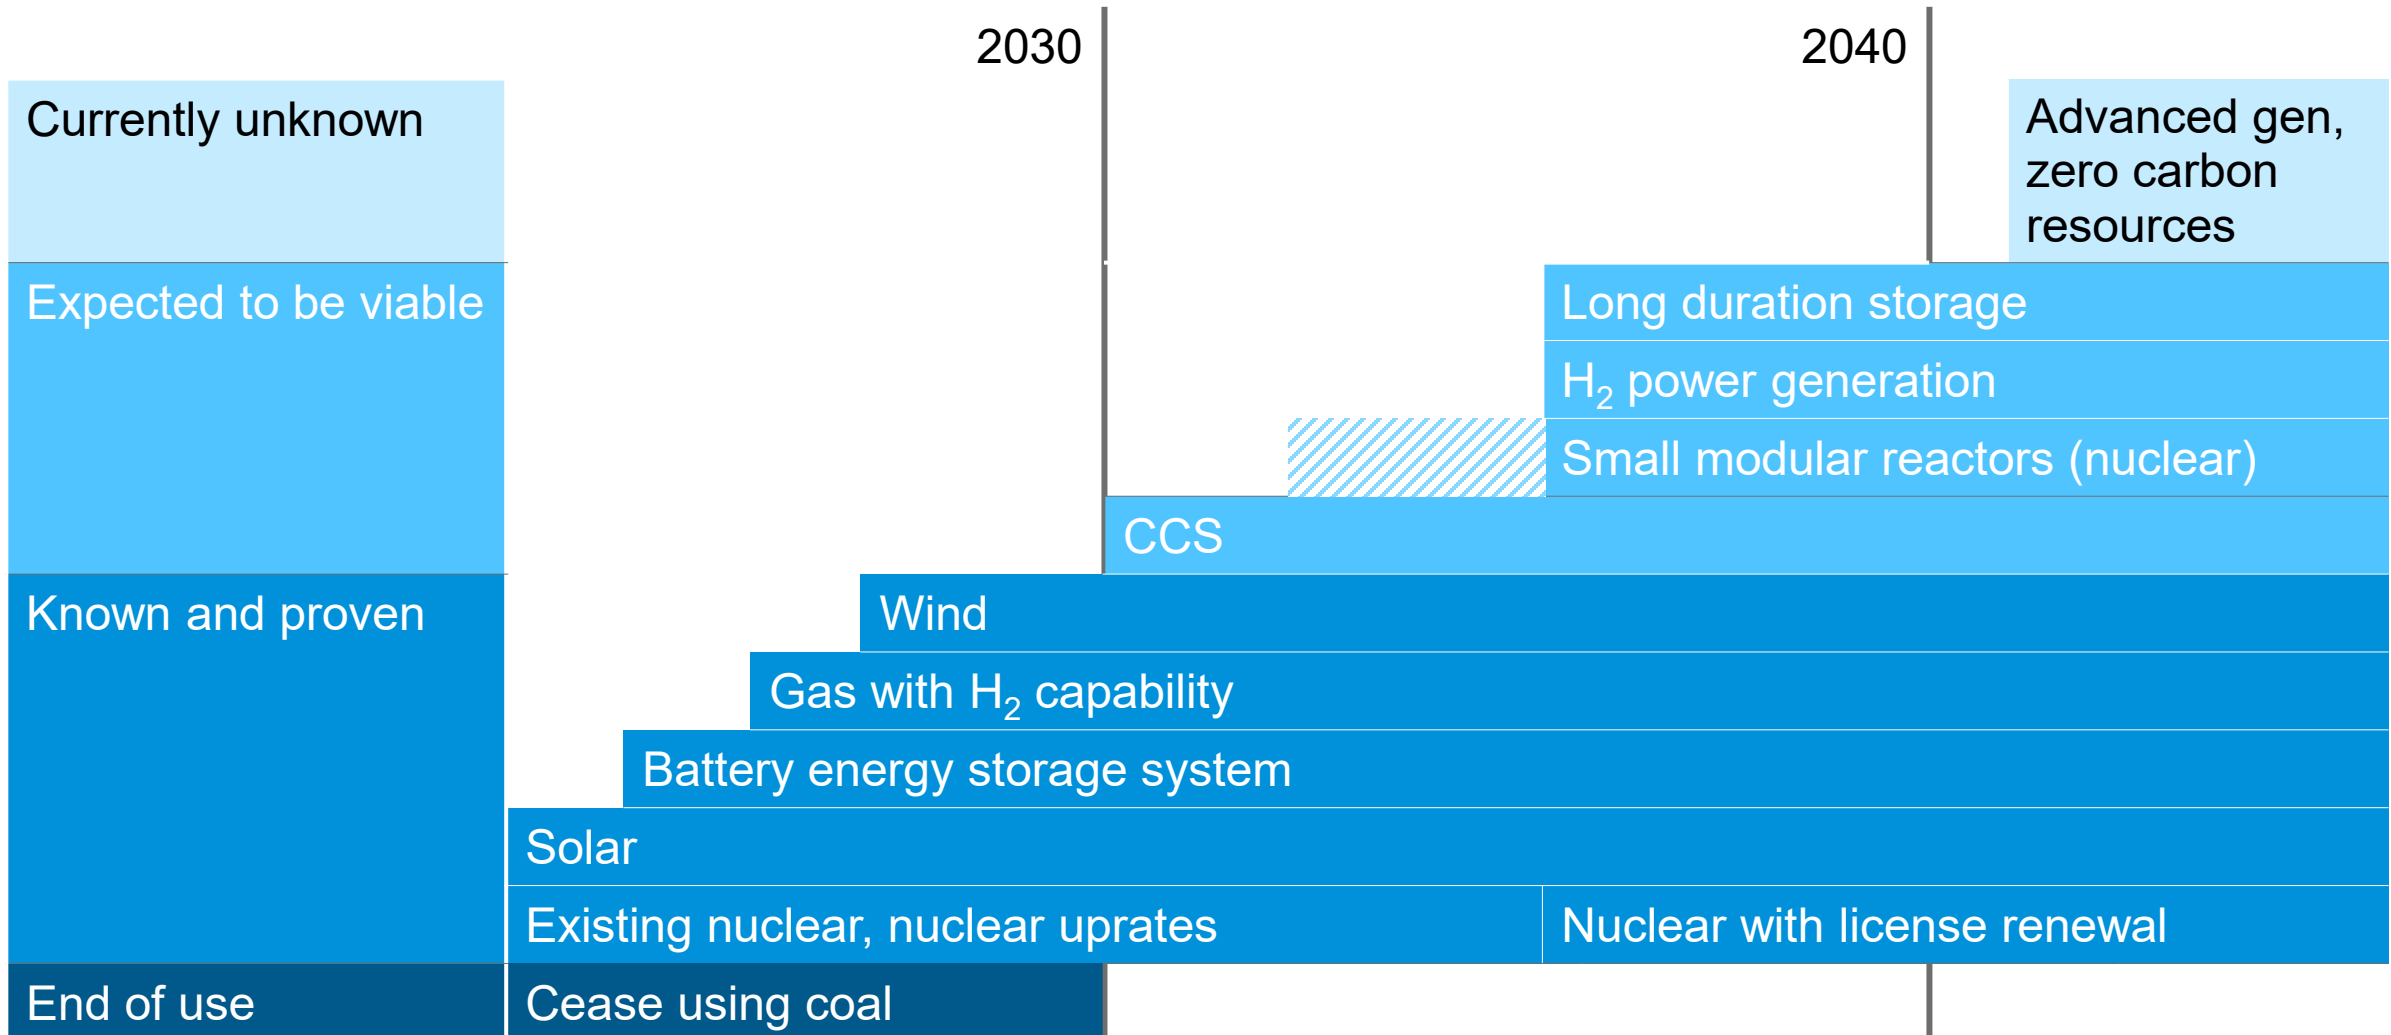 2030
2040
Currently unknown
Advanced gen,
zero carbon
resources
Expected to be viable
Long duration storage
H₂ power generation
Small modular reactors (nuclear)
CCS
Known and proven
Wind
Gas with H₂ capability
Battery energy storage system
Solar
Existing nuclear, nuclear uprates
Nuclear with license renewal
End of use
Cease using coal